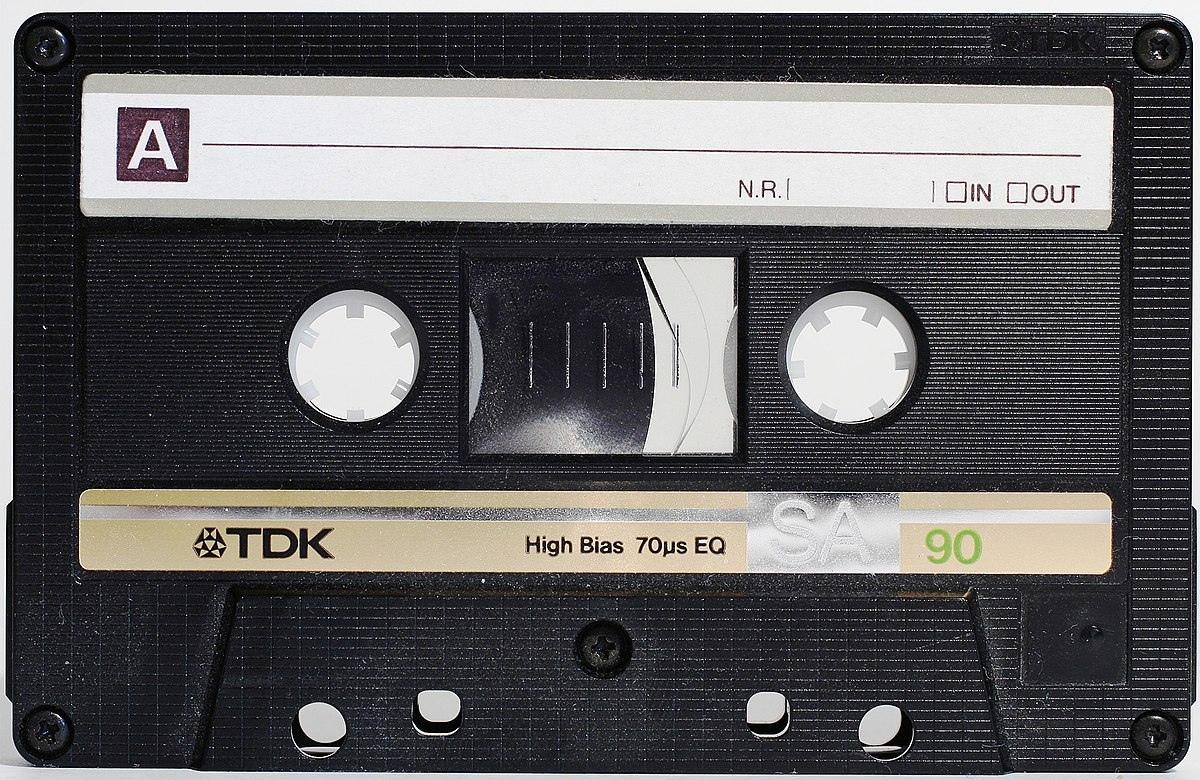 TDK
A
N.R. [ ] □IN □OUT
TDK High Bias 70µs EQ SA 90